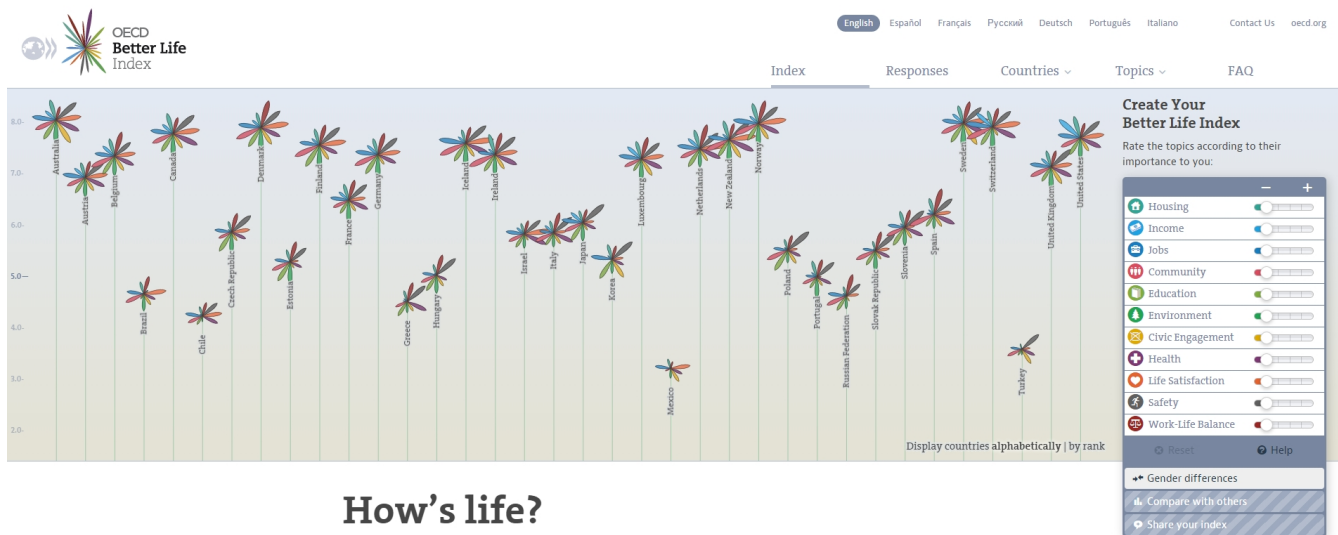 OECD
Better Life
Index
English Español Français Русский Deutsch Português Italiano Contact Us oecd.org
Index Responses Countries Topics FAQ
8.0
7.0
6.0
5.0
4.0
3.0
2.0
Australia
Austria
Belgium
Brazil
Canada
Chile
Czech Republic
Denmark
Estonia
Finland
France
Germany
Greece
Hungary
Iceland
Ireland
Israel
Italy
Japan
Korea
Luxembourg
Mexico
Netherlands
New Zealand
Norway
Poland
Portugal
Russian Federation
Slovak Republic
Slovenia
Spain
Sweden
Switzerland
Turkey
United Kingdom
United States
Display countries alphabetically | by rank
Create Your
Better Life Index
Rate the topics according to their
importance to you:
− +
Housing
Income
Jobs
Community
Education
Environment
Civic Engagement
Health
Life Satisfaction
Safety
Work-Life Balance
Reset Help
Gender differences
Compare with others
Share your index
How's life?